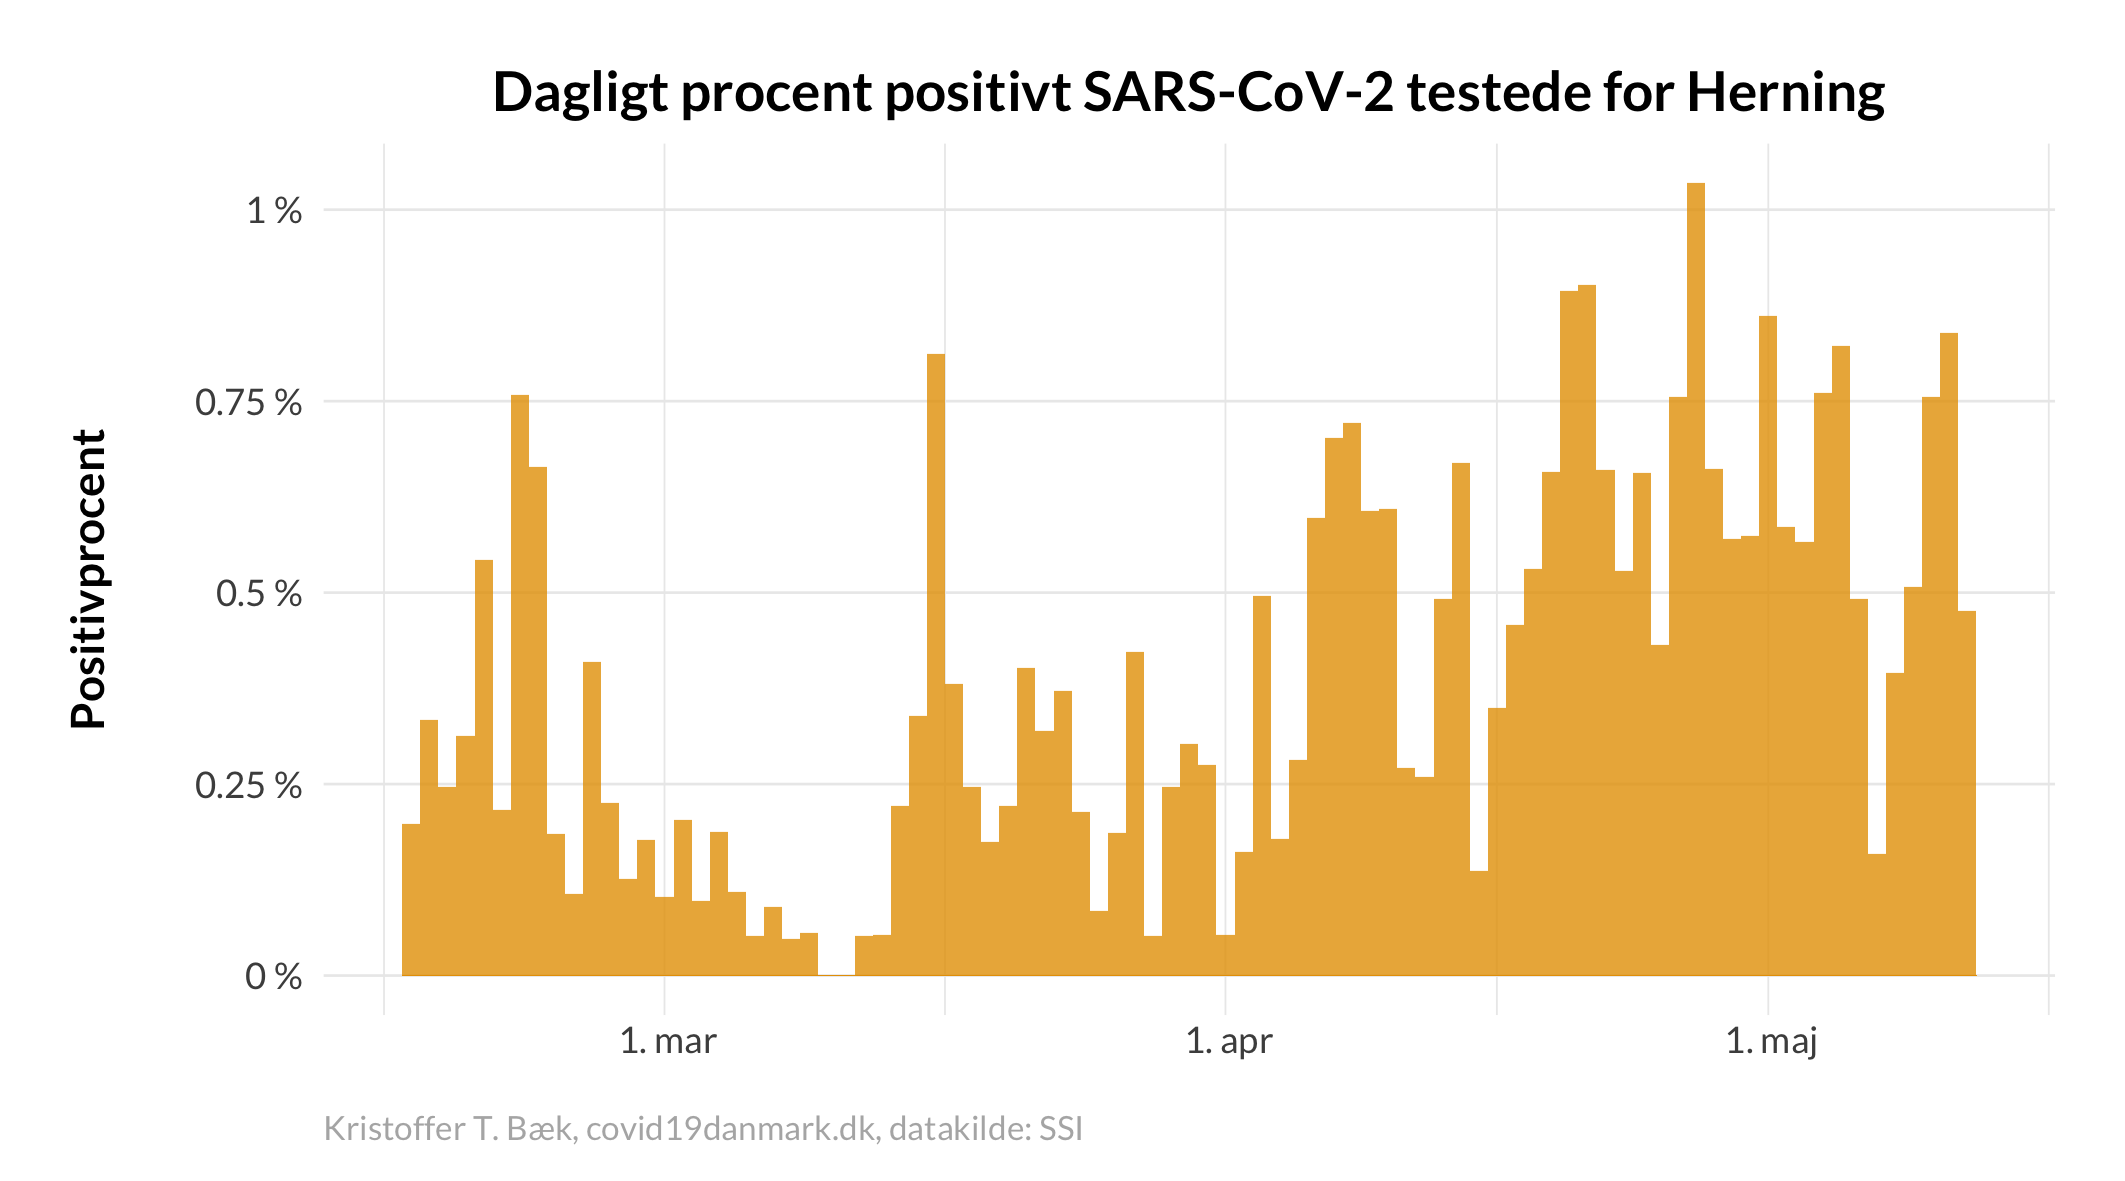 Dagligt procent positivt SARS-CoV-2 testede for Herning
Positivprocent
1 %
0.75 %
0.5 %
0.25 %
0 %
1. mar
1. apr
1. maj
Kristoffer T. Bæk, covid19danmark.dk, datakilde: SSI